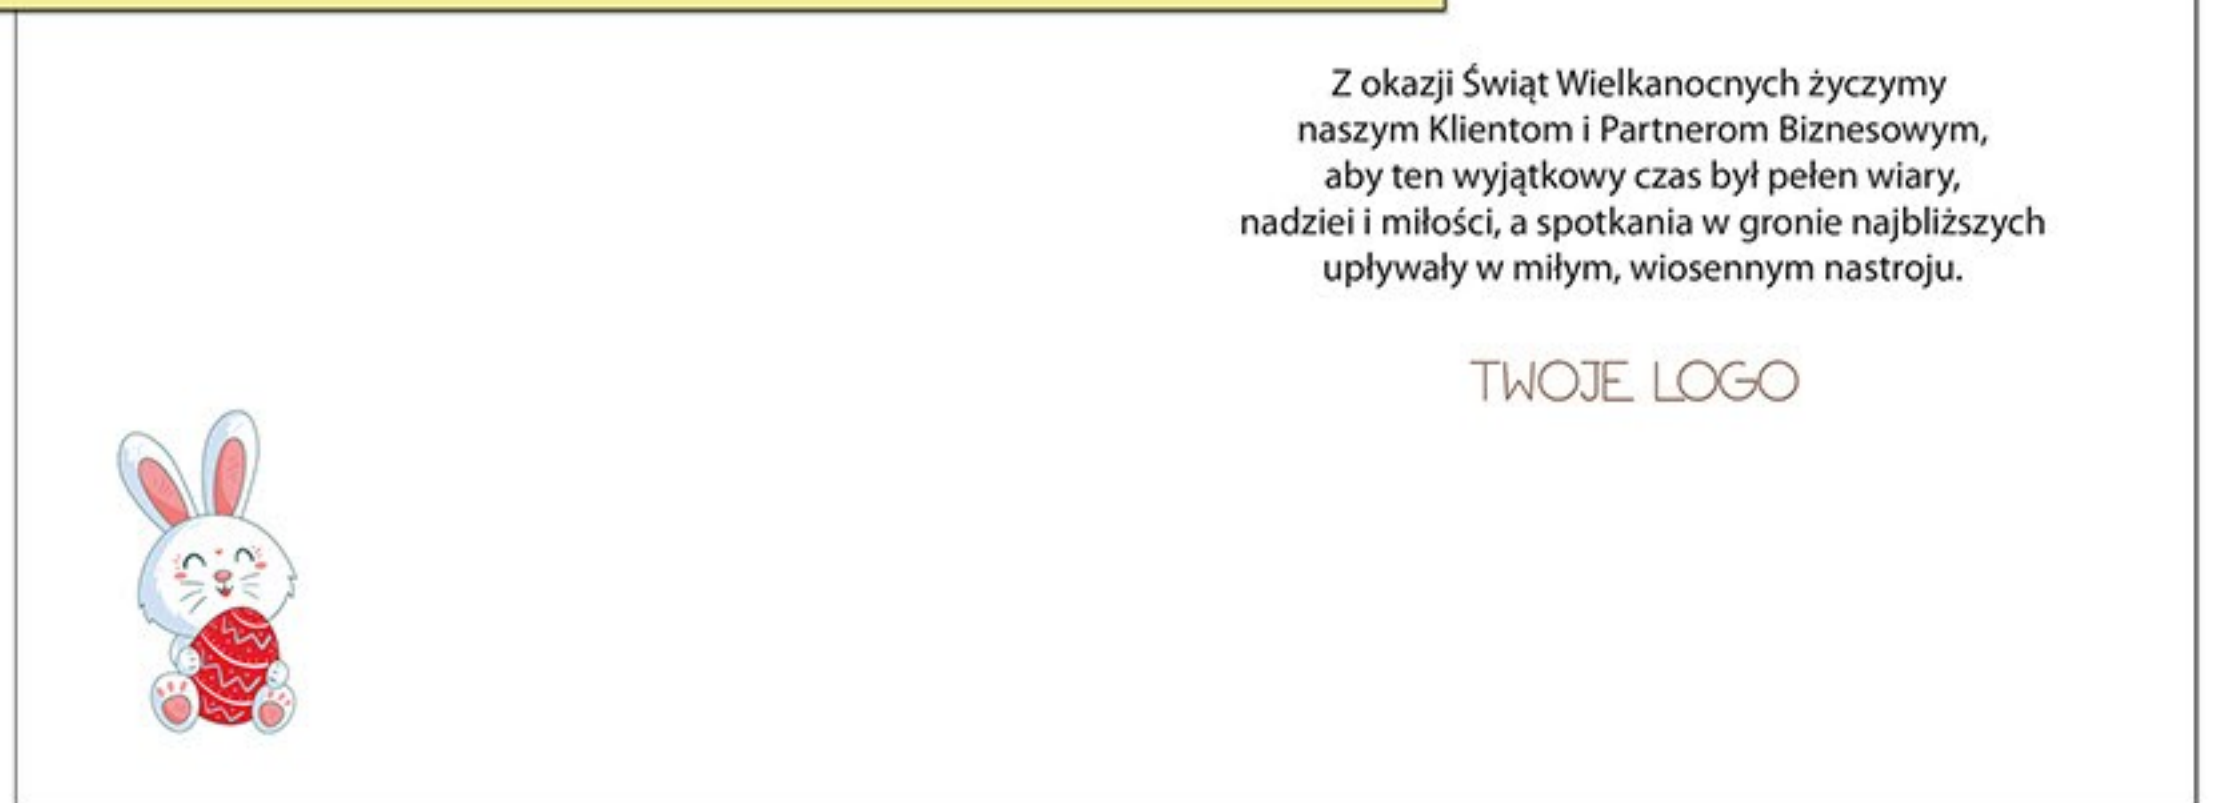 Z okazji Świąt Wielkanocnych życzymy
naszym Klientom i Partnerom Biznesowym,
aby ten wyjątkowy czas był pełen wiary,
nadziei i miłości, a spotkania w gronie najbliższych
upływały w miłym, wiosennym nastroju.
TWOJE LOGO